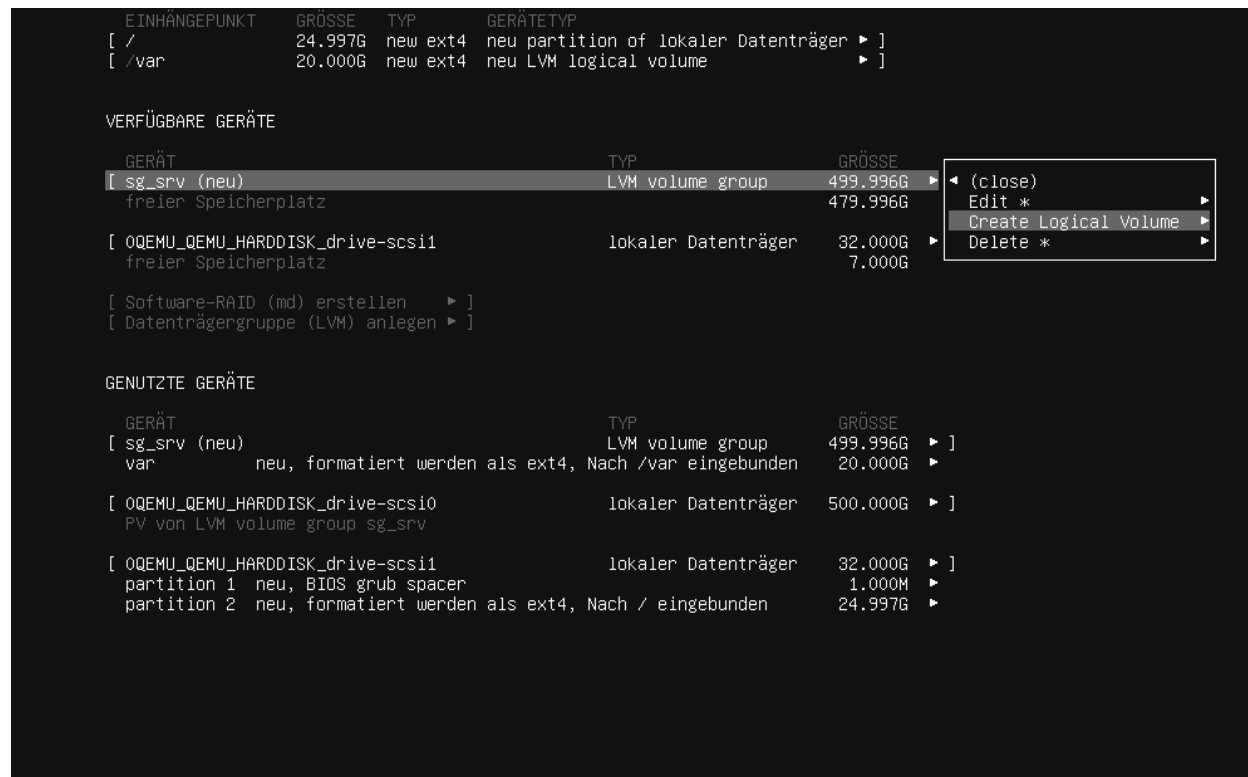 EINHÄNGEPUNKT GRÖSSE TYP GERÄTETYP
[ / 24.997G new ext4 neu partition of lokaler Datenträger ▸ ]
[ /var 20.000G new ext4 neu LVM logical volume ▸ ]
VERFÜGBARE GERÄTE
GERÄT TYP GRÖSSE
[ sg_srv (neu) LVM volume group 499.996G ▸ ◂ (close)
freier Speicherplatz 479.996G Edit * ▸
Create Logical Volume ▸
[ 0QEMU_QEMU_HARDDISK_drive-scsi1 lokaler Datenträger 32.000G ▸ Delete * ▸
freier Speicherplatz 7.000G
[ Software-RAID (md) erstellen ▸ ]
[ Datenträgergruppe (LVM) anlegen ▸ ]
GENUTZTE GERÄTE
GERÄT TYP GRÖSSE
[ sg_srv (neu) LVM volume group 499.996G ▸ ]
var neu, formatiert werden als ext4, Nach /var eingebunden 20.000G ▸
[ 0QEMU_QEMU_HARDDISK_drive-scsi0 lokaler Datenträger 500.000G ▸ ]
PV von LVM volume group sg_srv
[ 0QEMU_QEMU_HARDDISK_drive-scsi1 lokaler Datenträger 32.000G ▸ ]
partition 1 neu, BIOS grub spacer 1.000M ▸
partition 2 neu, formatiert werden als ext4, Nach / eingebunden 24.997G ▸